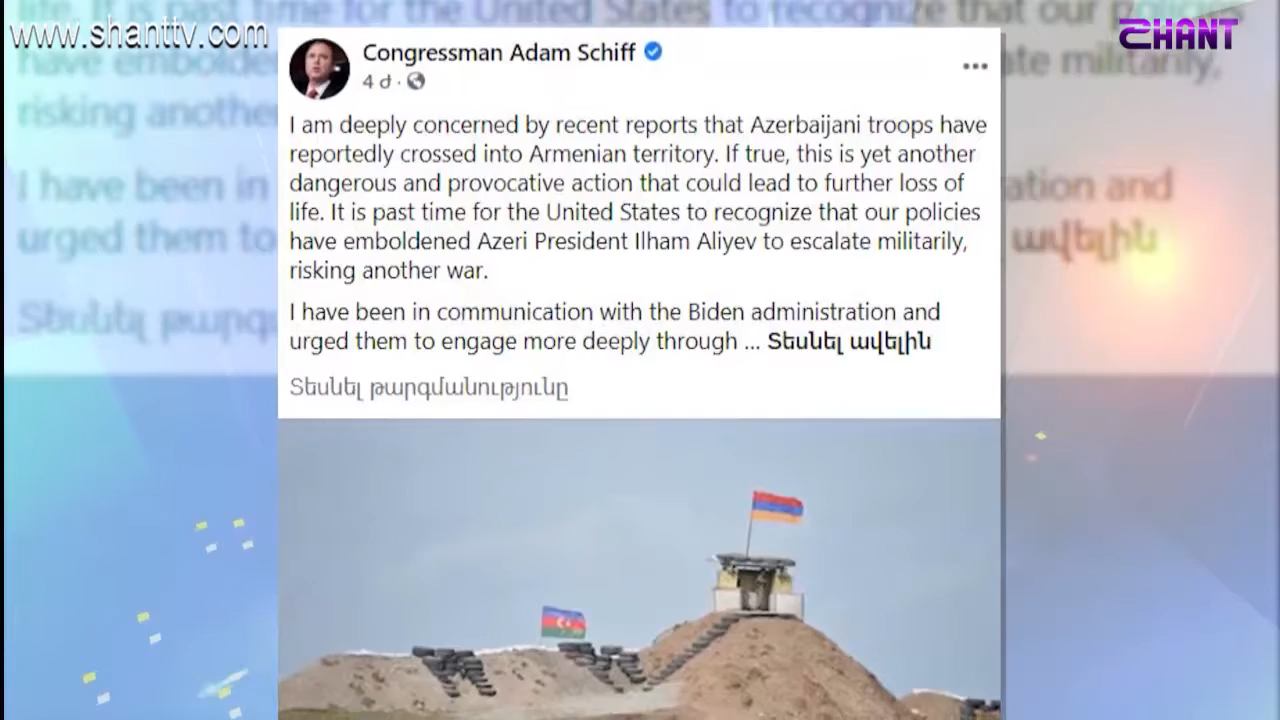 www.shanttv.com
SHANT
Congressman Adam Schiff
4 ժ ·
I am deeply concerned by recent reports that Azerbaijani troops have
reportedly crossed into Armenian territory. If true, this is yet another
dangerous and provocative action that could lead to further loss of
life. It is past time for the United States to recognize that our policies
have emboldened Azeri President Ilham Aliyev to escalate militarily,
risking another war.
I have been in communication with the Biden administration and
urged them to engage more deeply through ... Տեսնել ավելին
Տեսնել թարգմանությունը